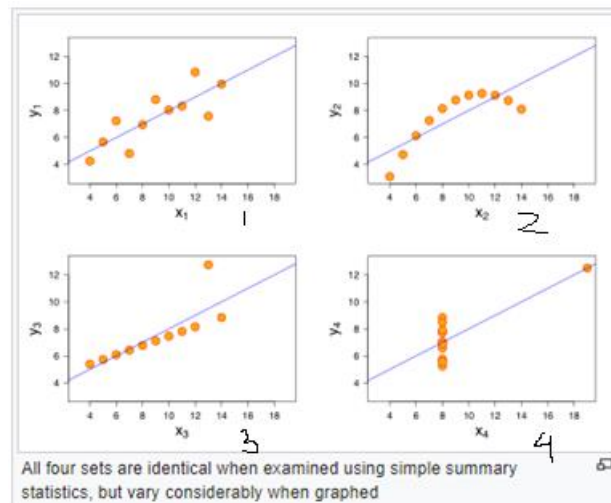 12
10
8
6
4
y1
4 6 8 10 12 14 16 18
x1
1
12
10
8
6
4
y2
4 6 8 10 12 14 16 18
x2
2
12
10
8
6
4
y3
4 6 8 10 12 14 16 18
x3
3
12
10
8
6
4
y4
4 6 8 10 12 14 16 18
x4
4
All four sets are identical when examined using simple summary
statistics, but vary considerably when graphed